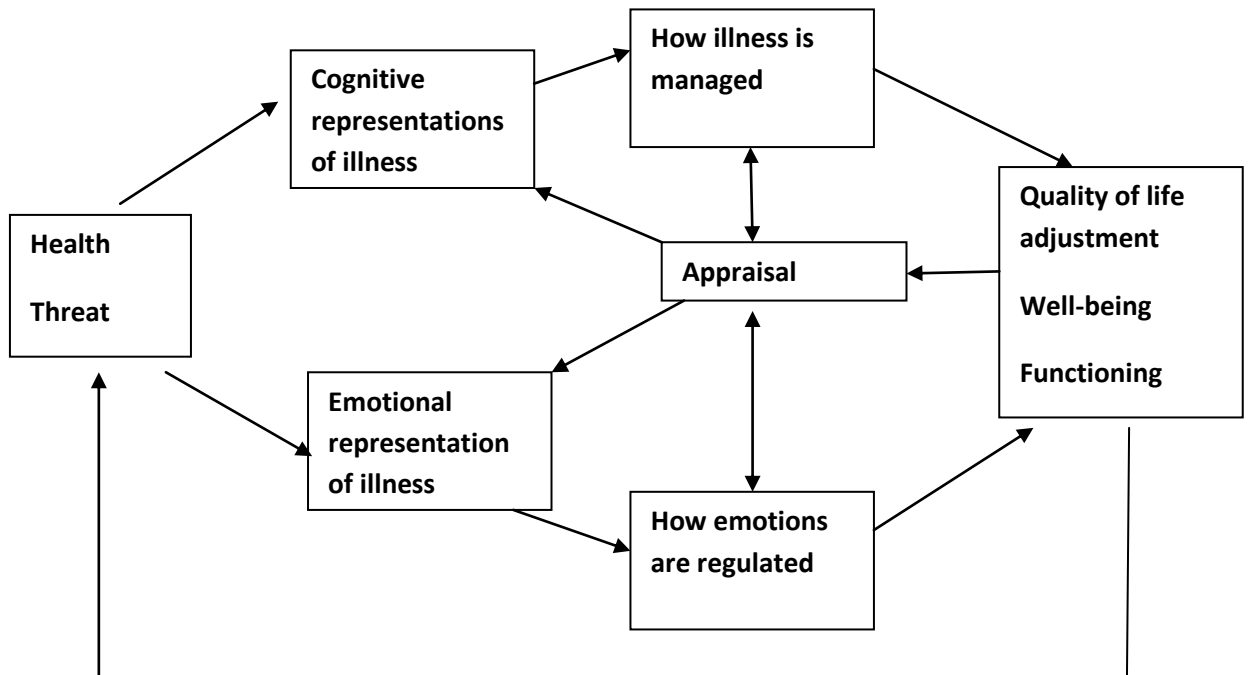 How illness is
managed
Cognitive
representations
of illness
Quality of life
adjustment
Well-being
Functioning
Health
Threat
Appraisal
Emotional
representation
of illness
How emotions
are regulated